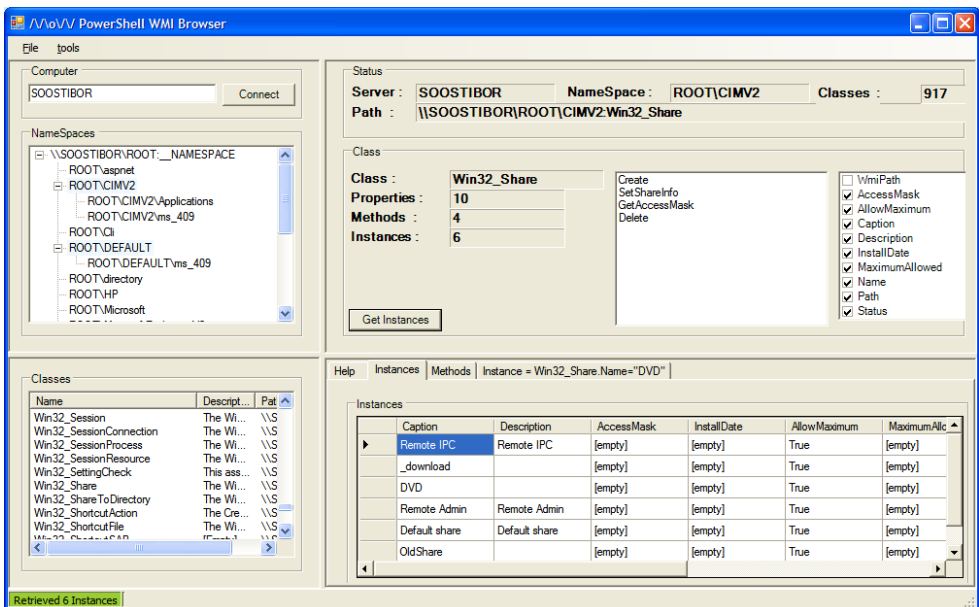 /\/\o\/\/ PowerShell WMI Browser
File tools
Computer
SOOSTIBOR Connect
NameSpaces
\\SOOSTIBOR\ROOT:__NAMESPACE
ROOT\aspnet
ROOT\CIMV2
ROOT\CIMV2\Applications
ROOT\CIMV2\ms_409
ROOT\Cli
ROOT\DEFAULT
ROOT\DEFAULT\ms_409
ROOT\directory
ROOT\HP
ROOT\Microsoft
Status
Server : SOOSTIBOR NameSpace : ROOT\CIMV2 Classes : 917
Path : \\SOOSTIBOR\ROOT\CIMV2:Win32_Share
Class
Class : Win32_Share
Properties : 10
Methods : 4
Instances : 6
Get Instances
Create
SetShareInfo
GetAccessMask
Delete
WmiPath
AccessMask
AllowMaximum
Caption
Description
InstallDate
MaximumAllowed
Name
Path
Status
Classes
Name Descript... Pat
Win32_Session The Wi... \\S
Win32_SessionConnection The Wi... \\S
Win32_SessionProcess The Wi... \\S
Win32_SessionResource The Wi... \\S
Win32_SettingCheck This ass... \\S
Win32_Share The Wi... \\S
Win32_ShareToDirectory The Wi... \\S
Win32_ShortcutAction The Cre... \\S
Win32_ShortcutFile The Wi... \\S
Win32_ShortcutSAP [Empty] \\S
Help Instances Methods Instance = Win32_Share.Name="DVD"
Instances
Caption Description AccessMask InstallDate AllowMaximum MaximumAllc
Remote IPC Remote IPC [empty] [empty] True [empty]
_download [empty] [empty] True [empty]
DVD [empty] [empty] True [empty]
Remote Admin Remote Admin [empty] [empty] True [empty]
Default share Default share [empty] [empty] True [empty]
OldShare [empty] [empty] True [empty]
Retrieved 6 Instances